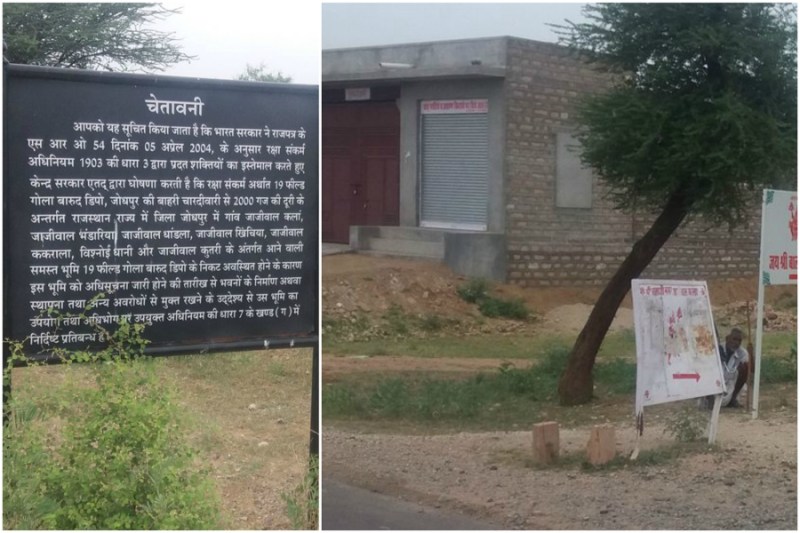 चेतावनी
आपको यह सूचित किया जाता है कि भारत सरकार ने राजपत्र के
एस आर ओ 54 दिनांक 05 अप्रेल 2004, के अनुसार रक्षा संकर्म
अधिनियम 1903 की धारा 3 द्वारा प्रदत शक्तियों का इस्तेमाल करते हुए
केन्द्र सरकार एतद् द्वारा घोषणा करती है कि रक्षा संकर्म अर्थात 19 फील्ड
गोला बारुद डिपो, जोधपुर की बाहरी चारदीवारी से 2000 गज की दूरी के
अन्तर्गत राजस्थान राज्य में जिला जोधपुर में गांव जाजीवाल कलां,
जाजीवाल भंडारिया जाजीवाल धांडला, जाजीवाल खिंचिया, जाजीवाल
ककराला, विश्नोई धानी और जाजीवाल कुतरी के अंतर्गत आने वाली
समस्त भूमि 19 फील्ड गोला बारुद डिपो के निकट अवस्थित होने के कारण
इस भूमि को अधिसूचना जारी होने की तारीख से भवनों के निर्माण अथवा
स्थापना तथा अन्य अवरोधों से मुक्त रखने के उद्देश्य से उस भूमि का
उपयोग तथा अधिभोग पर उपयुक्त अधिनियम की धारा 7 के खण्ड ( ग ) में
निर्दिष्ट प्रतिबन्ध है
जय श्री बाल